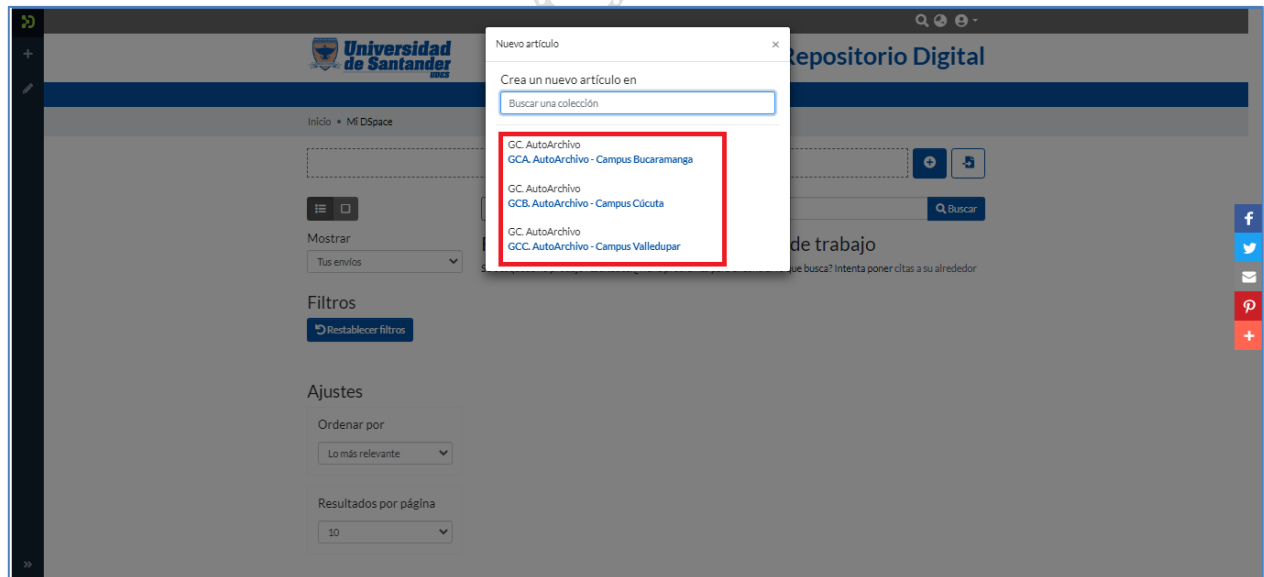 Universidad
de Santander
UDES
Repositorio Digital
Inicio • Mi DSpace
Nuevo artículo ×
Crea un nuevo artículo en
Buscar una colección
GC. AutoArchivo
GCA. AutoArchivo - Campus Bucaramanga
GC. AutoArchivo
GCB. AutoArchivo - Campus Cúcuta
GC. AutoArchivo
GCC. AutoArchivo - Campus Valledupar
Buscar
Mostrar
Tus envíos
de trabajo
que busca? Intenta poner citas a su alrededor
Filtros
Restablecer filtros
Ajustes
Ordenar por
Lo más relevante
Resultados por página
10